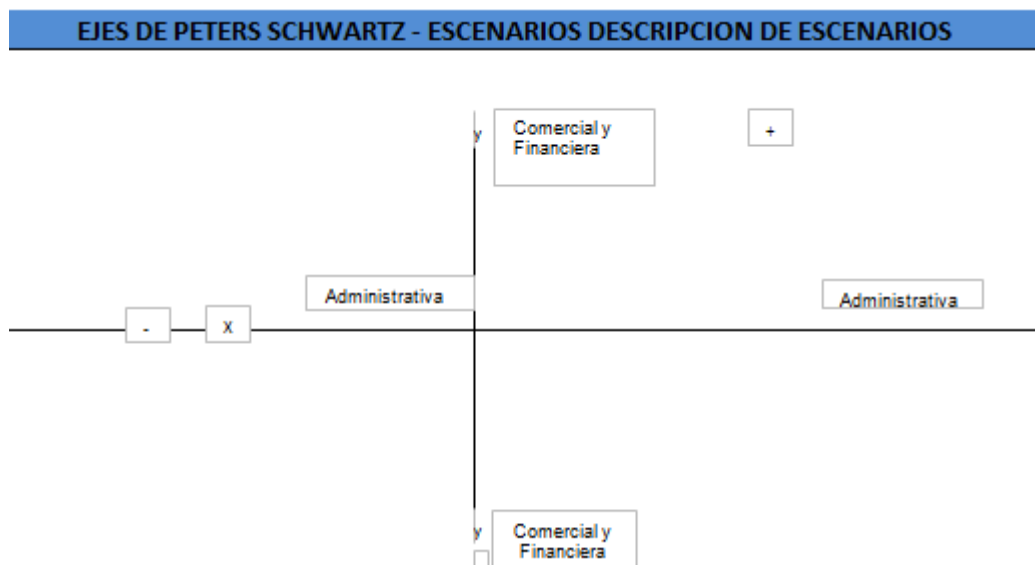 EJES DE PETERS SCHWARTZ - ESCENARIOS DESCRIPCION DE ESCENARIOS
y
Comercial y
Financiera
+
Administrativa
Administrativa
-
X
y
Comercial y
Financiera